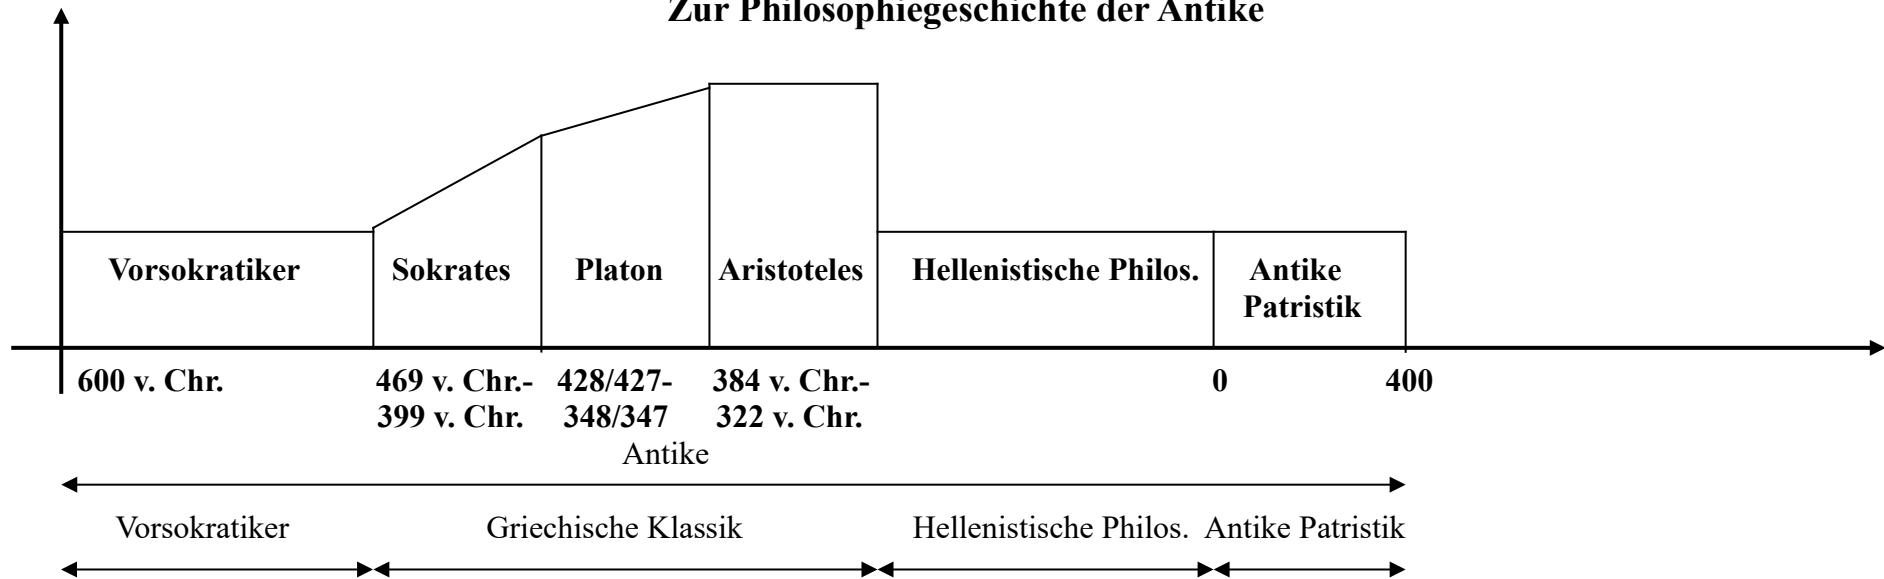 Zur Philosophiegeschichte der Antike
Vorsokratiker Sokrates Platon Aristoteles Hellenistische Philos. Antike
Patristik
600 v. Chr. 469 v. Chr.- 428/427- 384 v. Chr.- 0 400
399 v. Chr. 348/347 322 v. Chr.
Antike
Vorsokratiker Griechische Klassik Hellenistische Philos. Antike Patristik